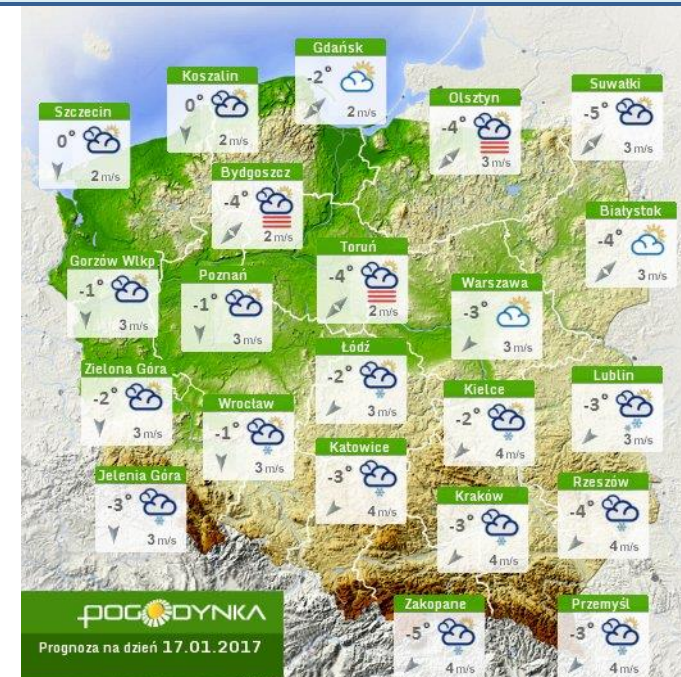 Gdańsk
-2°
2 m/s
Koszalin
0°
2 m/s
Suwałki
-5°
3 m/s
Olsztyn
-4°
3 m/s
Szczecin
0°
2 m/s
Bydgoszcz
-4°
2 m/s
Białystok
-4°
3 m/s
Toruń
-4°
2 m/s
Gorzów Wlkp
-1°
3 m/s
Poznań
-1°
3 m/s
Warszawa
-3°
3 m/s
Łódź
-2°
3 m/s
Zielona Góra
-2°
3 m/s
Lublin
-3°
3 m/s
Kielce
-2°
4 m/s
Wrocław
-1°
3 m/s
Katowice
-3°
4 m/s
Jelenia Góra
-3°
3 m/s
Rzeszów
-4°
4 m/s
Kraków
-3°
4 m/s
Zakopane
-5°
4 m/s
Przemyśl
-3°
4 m/s
POGODYNKA
Prognoza na dzień 17.01.2017